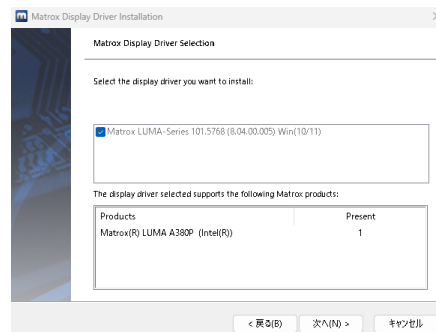 Matrox Display Driver Installation
Matrox Display Driver Selection
Select the display driver you want to install:
Matrox LUMA-Series 101.5768 (8.04.00.005) Win(10/11)
The display driver selected supports the following Matrox products:
Products Present
Matrox(R) LUMA A380P (Intel(R)) 1
< 戻る(B) 次へ(N) > キャンセル